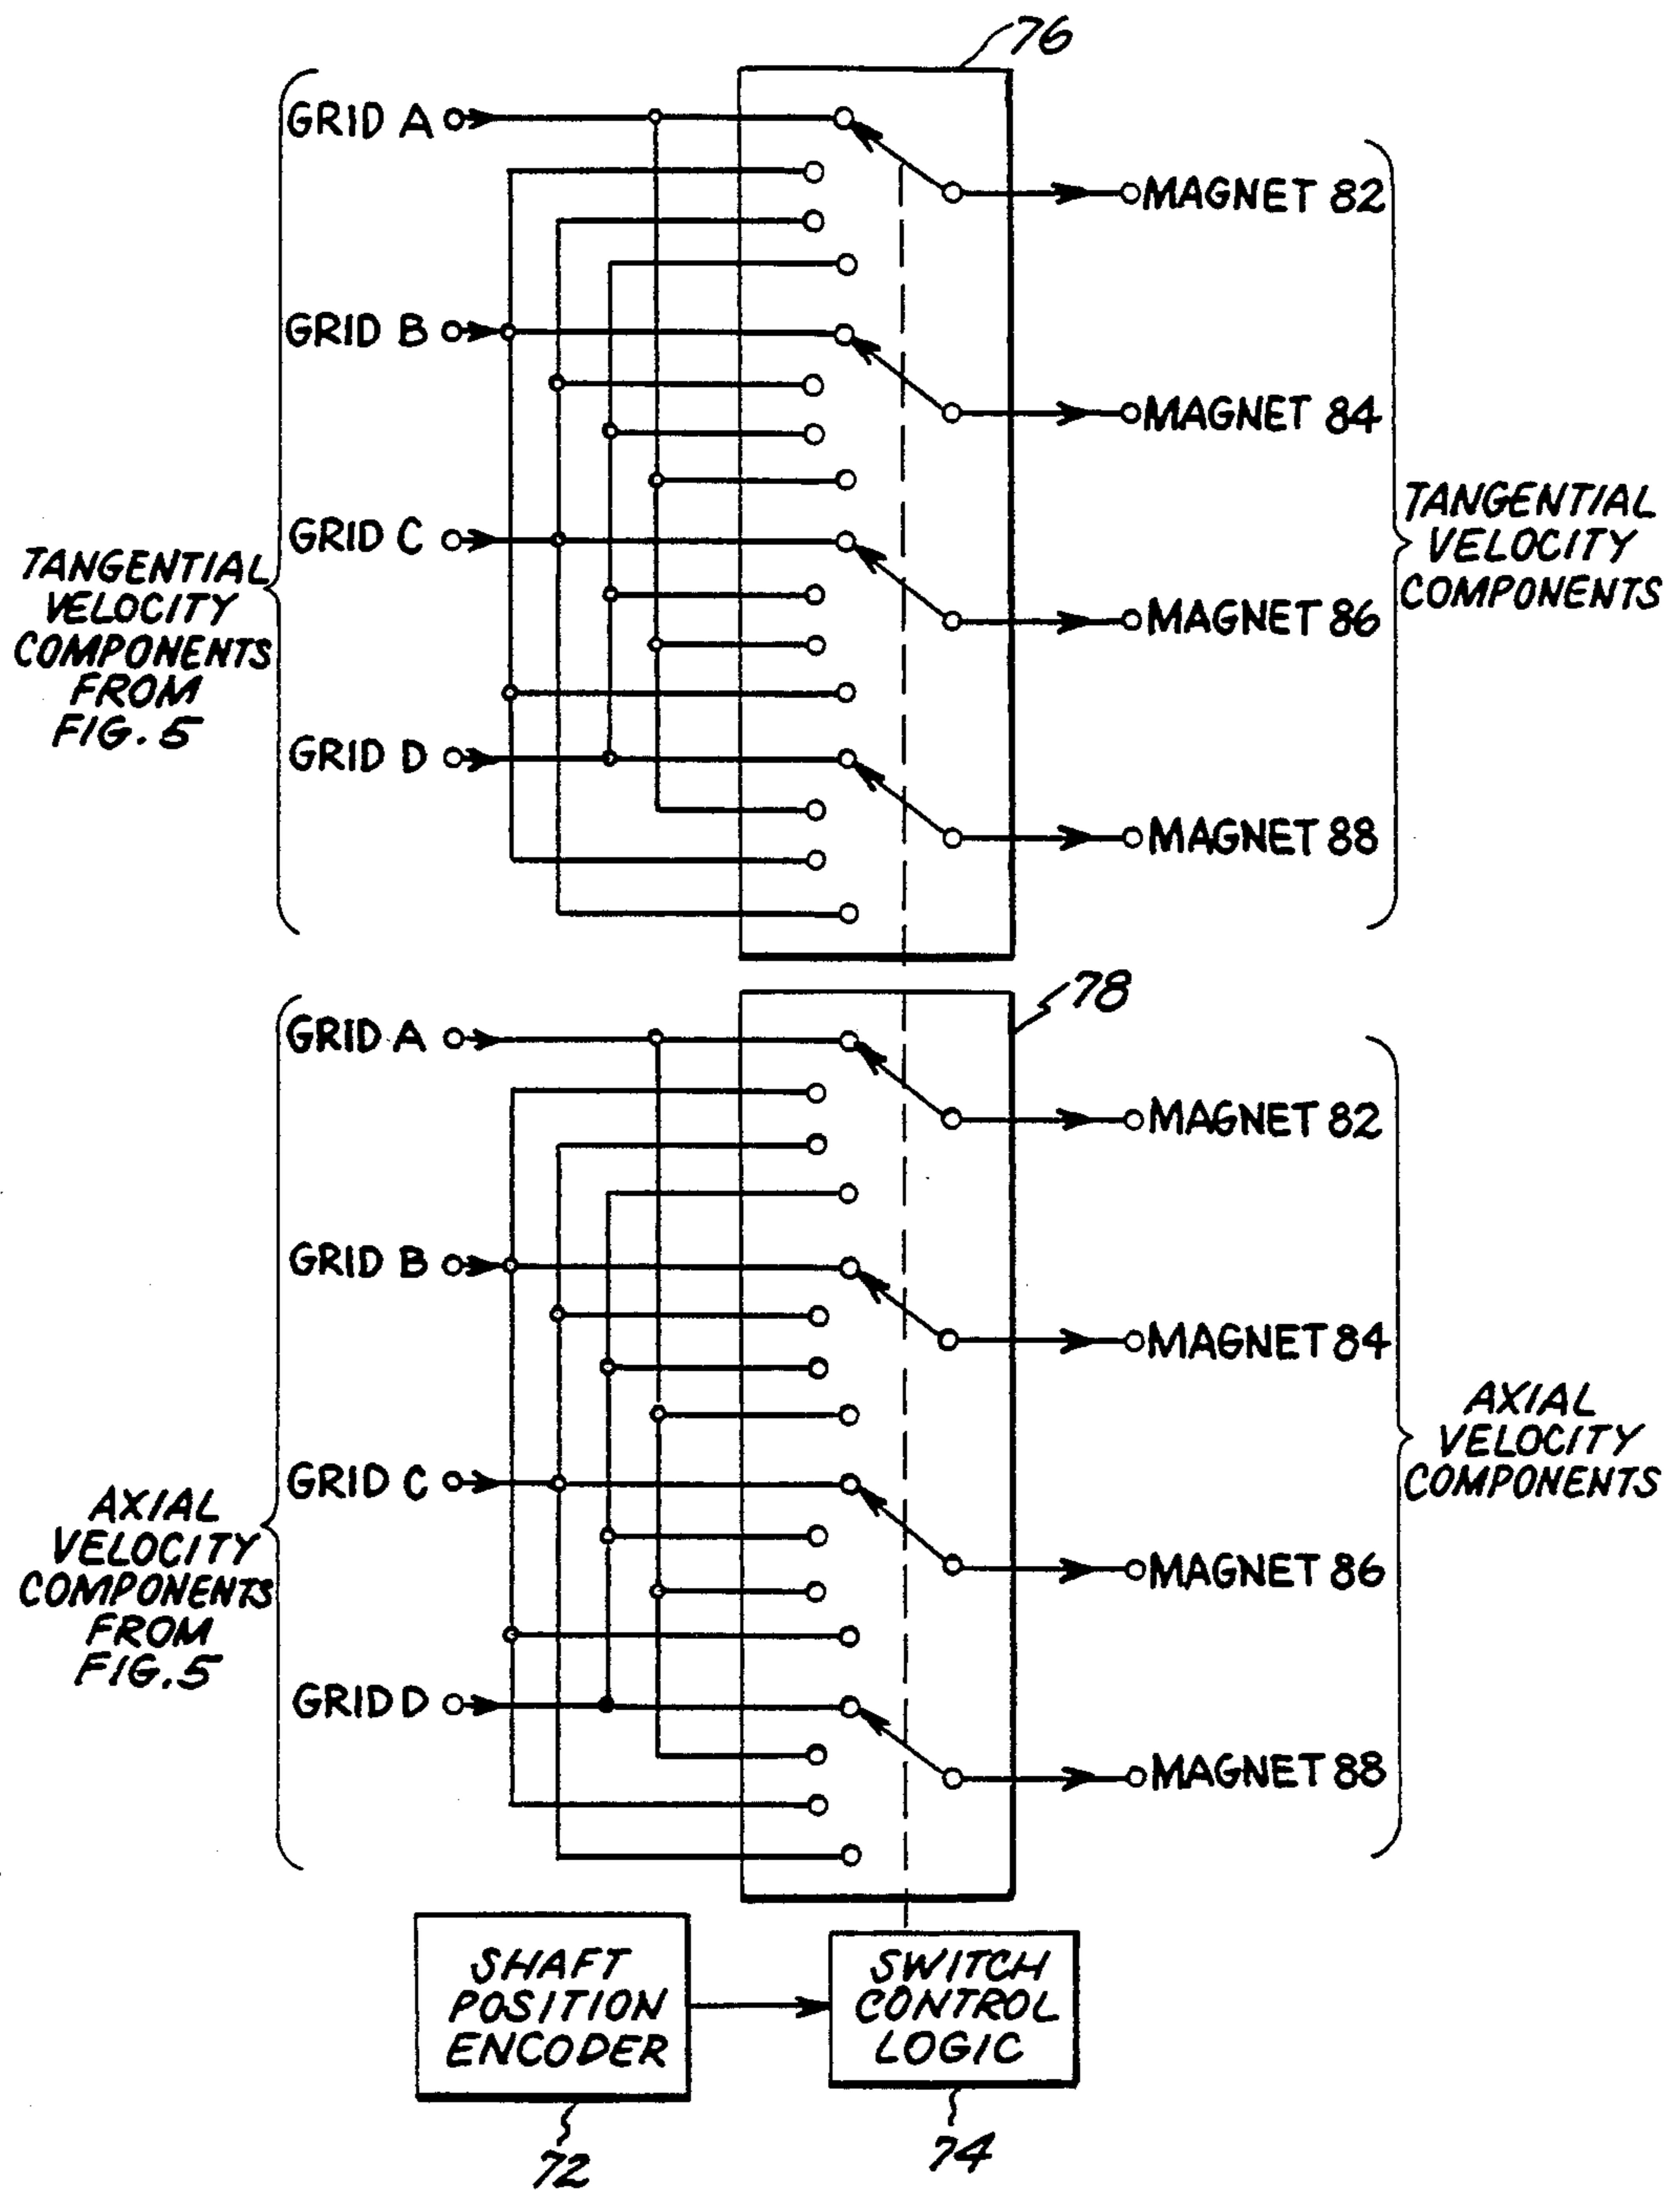 76
GRID A
MAGNET 82
GRID B
MAGNET 84
GRID C
TANGENTIAL
VELOCITY
COMPONENTS
FROM
FIG. 5
TANGENTIAL
VELOCITY
COMPONENTS
MAGNET 86
GRID D
MAGNET 88
78
GRID A
MAGNET 82
GRID B
MAGNET 84
GRID C
AXIAL
VELOCITY
COMPONENTS
FROM
FIG. 5
AXIAL
VELOCITY
COMPONENTS
MAGNET 86
GRID D
MAGNET 88
SHAFT
POSITION
ENCODER
SWITCH
CONTROL
LOGIC
72
74